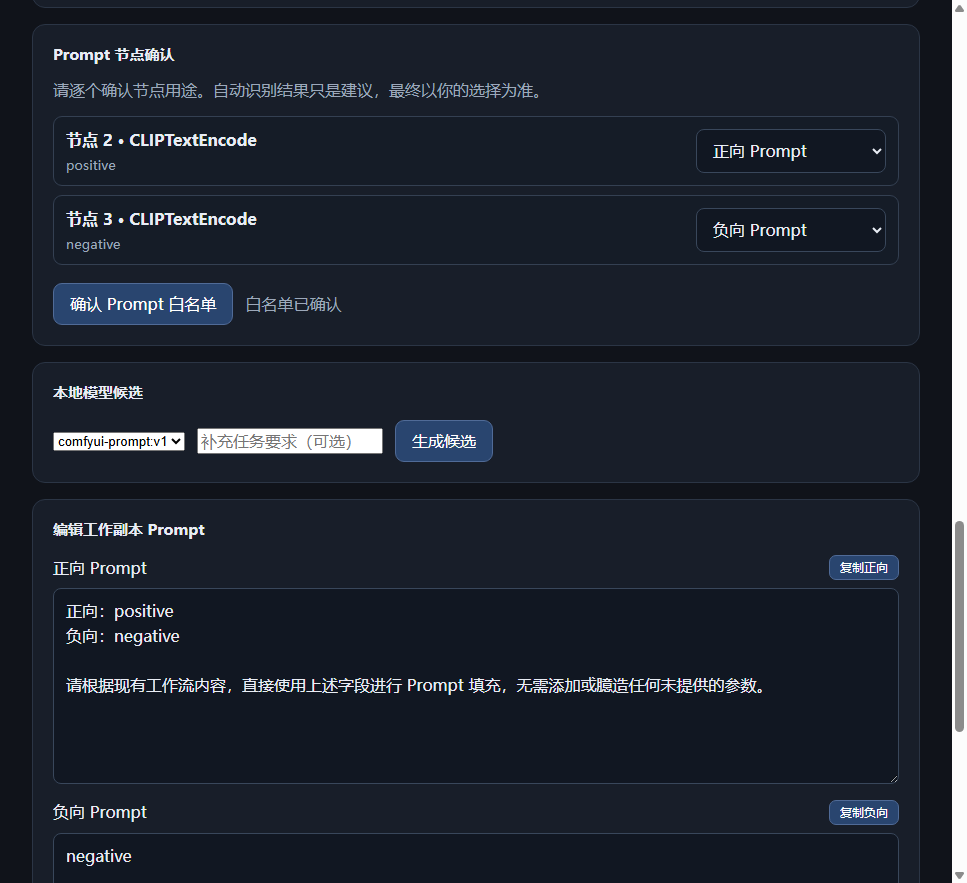 Prompt 节点确认
请逐个确认节点用途。自动识别结果只是建议，最终以你的选择为准。
节点 2 • CLIPTextEncode
positive
正向 Prompt
节点 3 • CLIPTextEncode
negative
负向 Prompt
确认 Prompt 白名单
白名单已确认
本地模型候选
comfyui-prompt:v1
补充任务要求（可选）
生成候选
编辑工作副本 Prompt
正向 Prompt
复制正向
正向：positive
负向：negative
请根据现有工作流内容，直接使用上述字段进行 Prompt 填充，无需添加或臆造任何未提供的参数。
负向 Prompt
复制负向
negative